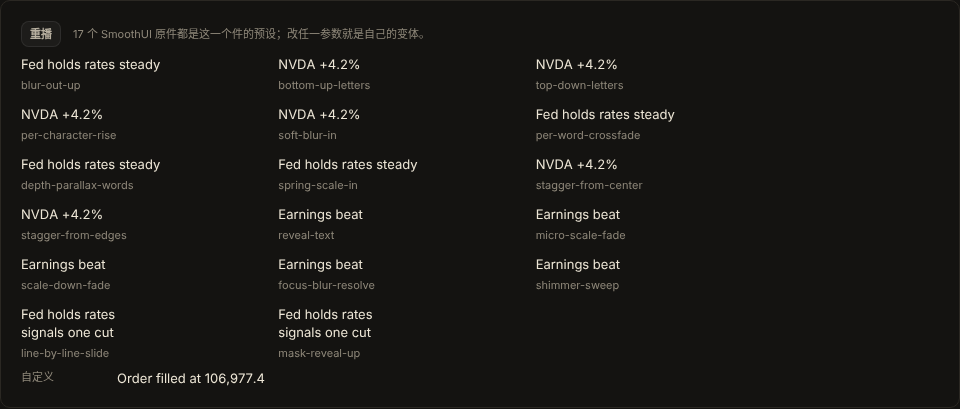 重播 17 个 SmoothUI 原件都是这一个件的预设；改任一参数就是自己的变体。
Fed holds rates steady NVDA +4.2% NVDA +4.2%
blur-out-up bottom-up-letters top-down-letters
NVDA +4.2% NVDA +4.2% Fed holds rates steady
per-character-rise soft-blur-in per-word-crossfade
Fed holds rates steady Fed holds rates steady NVDA +4.2%
depth-parallax-words spring-scale-in stagger-from-center
NVDA +4.2% Earnings beat Earnings beat
stagger-from-edges reveal-text micro-scale-fade
Earnings beat Earnings beat Earnings beat
scale-down-fade focus-blur-resolve shimmer-sweep
Fed holds rates Fed holds rates
signals one cut signals one cut
line-by-line-slide mask-reveal-up
自定义 Order filled at 106,977.4